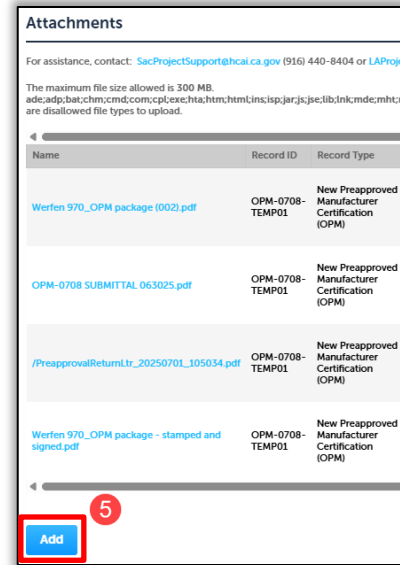 Attachments
For assistance, contact: SacProjectSupport@hcai.ca.gov (916) 440-8404 or LAProj
The maximum file size allowed is 300 MB.
ade;adp;bat;chm;cmd;com;cpl;exe;hta;htm;html;ins;isp;jar;js;jse;lib;lnk;mde;mht;
are disallowed file types to upload.
Name Record ID Record Type
Werfen 970_OPM package (002).pdf OPM-0708-TEMP01 New Preapproved Manufacturer Certification (OPM)
OPM-0708 SUBMITTAL 063025.pdf OPM-0708-TEMP01 New Preapproved Manufacturer Certification (OPM)
/PreapprovalReturnLtr_20250701_105034.pdf OPM-0708-TEMP01 New Preapproved Manufacturer Certification (OPM)
Werfen 970_OPM package - stamped and signed.pdf OPM-0708-TEMP01 New Preapproved Manufacturer Certification (OPM)
5
Add